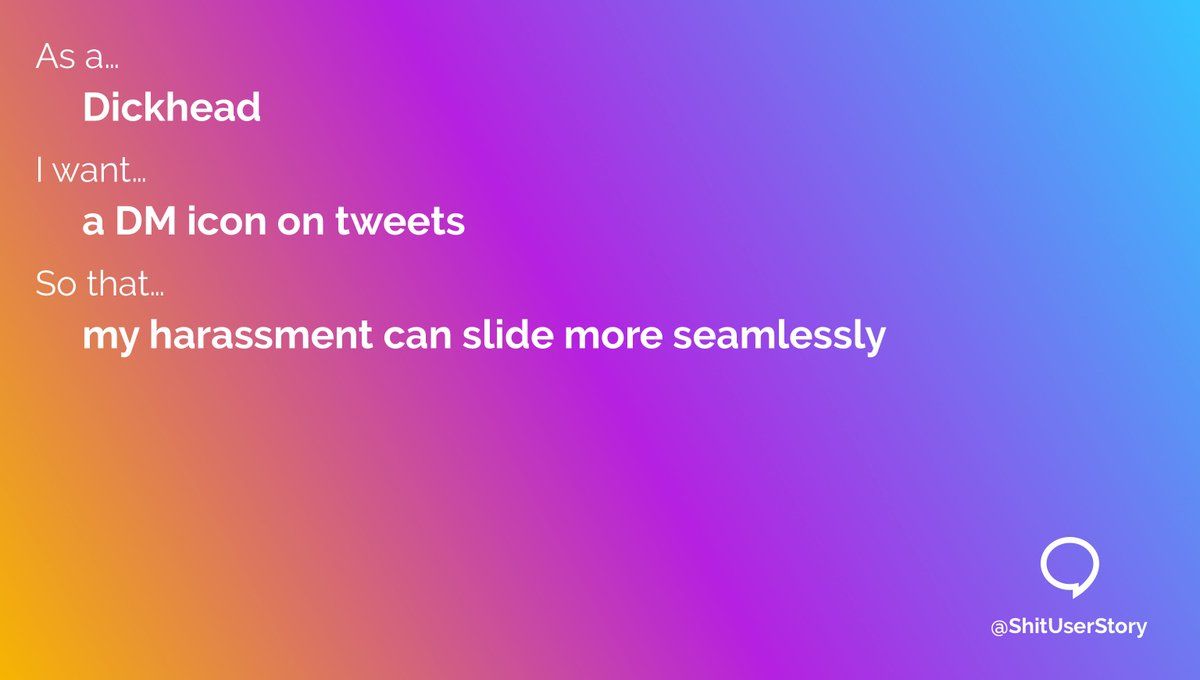 As a…
Dickhead
I want…
a DM icon on tweets
So that…
my harassment can slide more seamlessly
@ShitUserStory